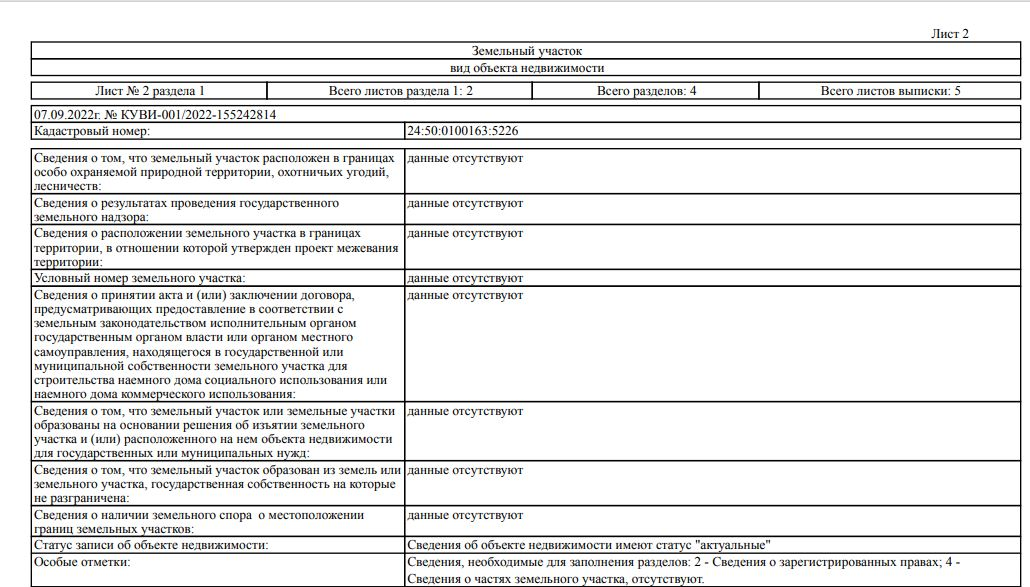 Лист 2
Земельный участок
вид объекта недвижимости
Лист № 2 раздела 1
Всего листов раздела 1: 2
Всего разделов: 4
Всего листов выписки: 5
07.09.2022г. № КУВИ-001/2022-155242814
Кадастровый номер:
24:50:0100163:5226
Сведения о том, что земельный участок расположен в границах
особо охраняемой природной территории, охотничьих угодий,
лесничеств:
данные отсутствуют
Сведения о результатах проведения государственного
земельного надзора:
данные отсутствуют
Сведения о расположении земельного участка в границах
территории, в отношении которой утвержден проект межевания
территории:
данные отсутствуют
Условный номер земельного участка:
данные отсутствуют
Сведения о принятии акта и (или) заключении договора,
предусматривающих предоставление в соответствии с
земельным законодательством исполнительным органом
государственным органом власти или органом местного
самоуправления, находящегося в государственной или
муниципальной собственности земельного участка для
строительства наемного дома социального использования или
наемного дома коммерческого использования:
данные отсутствуют
Сведения о том, что земельный участок или земельные участки
образованы на основании решения об изъятии земельного
участка и (или) расположенного на нем объекта недвижимости
для государственных или муниципальных нужд:
данные отсутствуют
Сведения о том, что земельный участок образован из земель или
земельного участка, государственная собственность на которые
не разграничена:
данные отсутствуют
Сведения о наличии земельного спора о местоположении
границ земельных участков:
данные отсутствуют
Статус записи об объекте недвижимости:
Сведения об объекте недвижимости имеют статус "актуальные"
Особые отметки:
Сведения, необходимые для заполнения разделов: 2 - Сведения о зарегистрированных правах; 4 -
Сведения о частях земельного участка, отсутствуют.